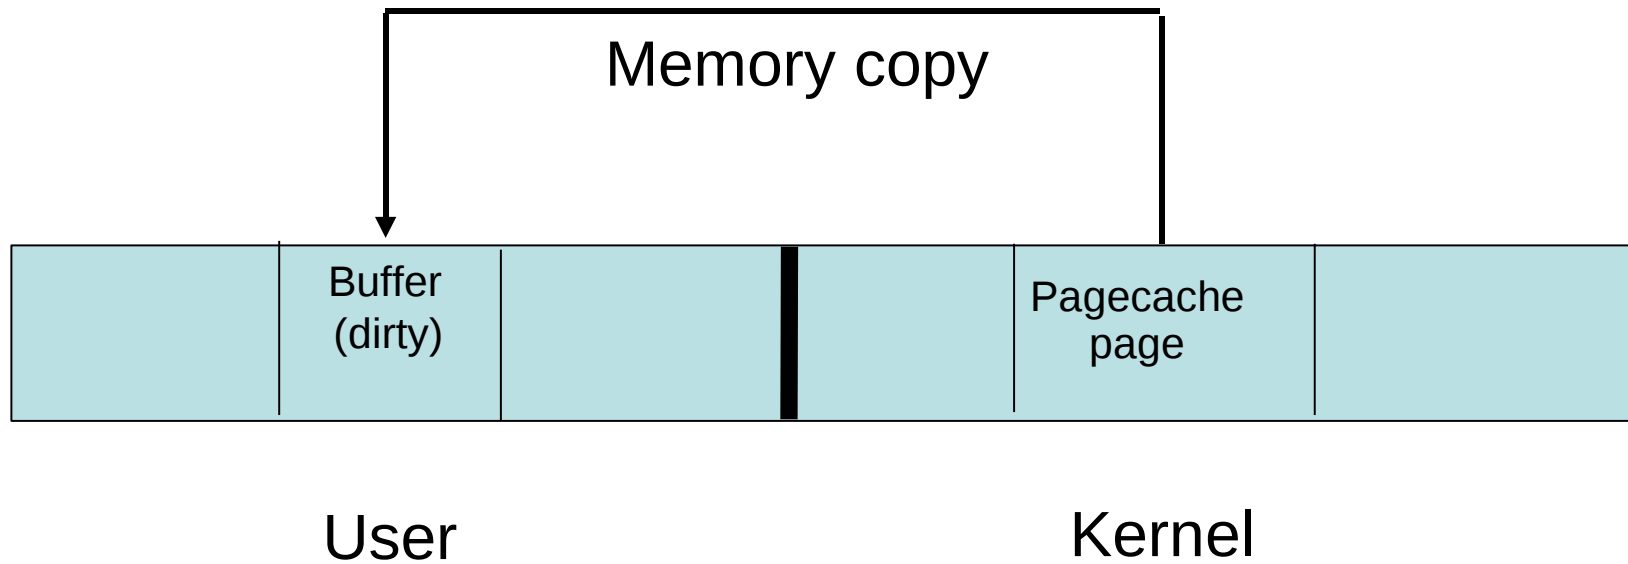 Memory copy
Buffer
(dirty)
Pagecache
page
User
Kernel